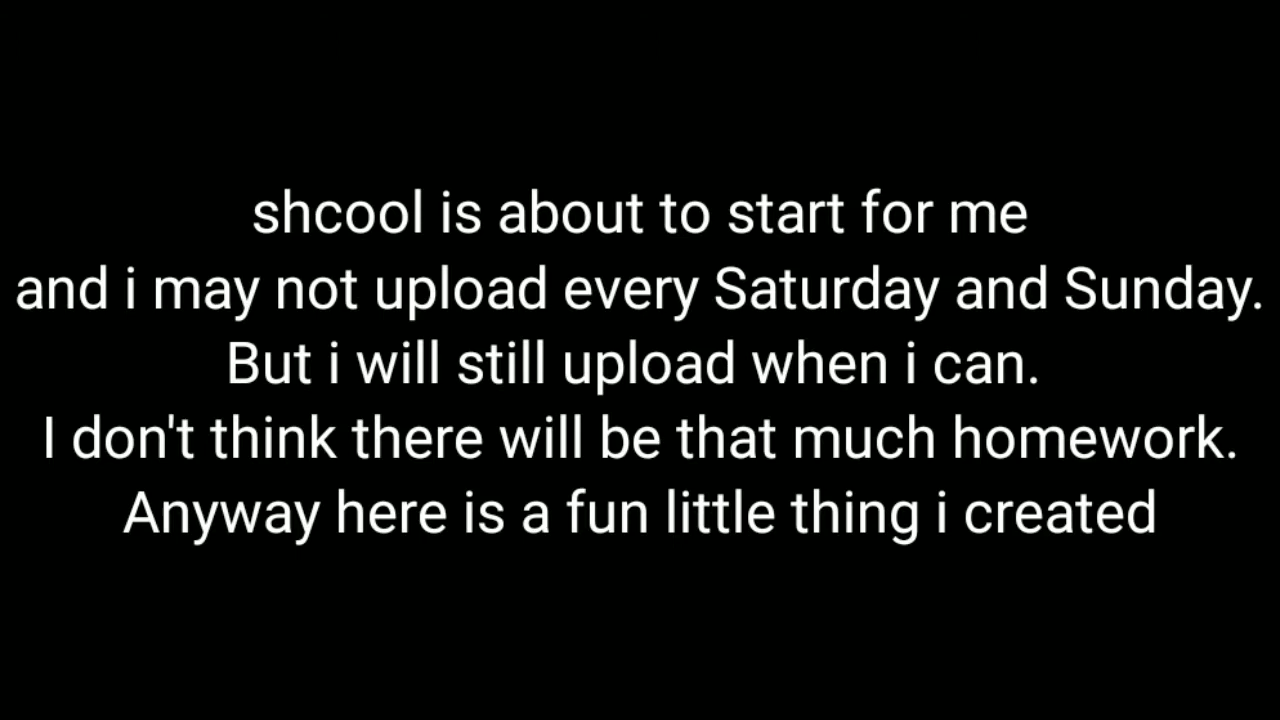 shcool is about to start for me
and i may not upload every Saturday and Sunday.
But i will still upload when i can.
I don't think there will be that much homework.
Anyway here is a fun little thing i created